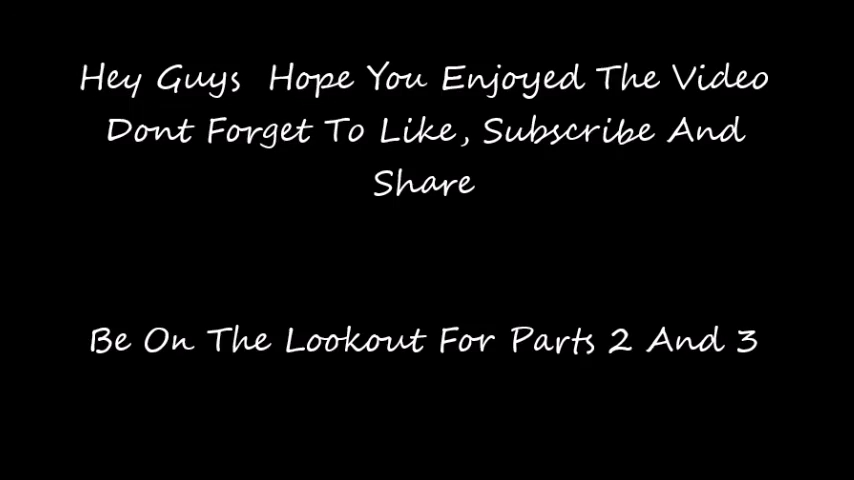 Hey Guys  Hope You Enjoyed The Video
Dont Forget To Like, Subscribe And
Share
Be On The Lookout For Parts 2 And 3